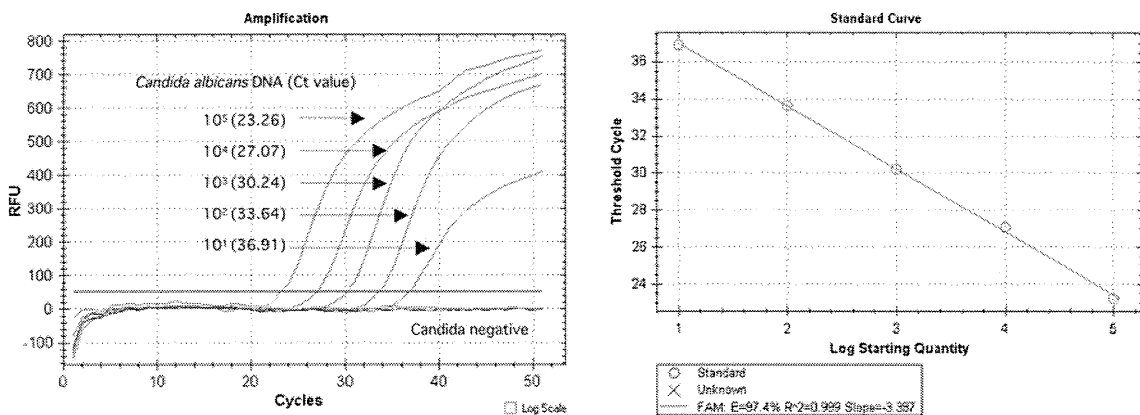 Amplification
800
700
600
500
400
300
200
100
0
-100
RFU
Candida albicans DNA (Ct value)
10⁵ (23.26)
10⁴ (27.07)
10³ (30.24)
10² (33.64)
10¹ (36.91)
Candida negative
0 10 20 30 40 50
Cycles
Log Scale
Standard Curve
36
34
32
30
28
26
24
Threshold Cycle
1 2 3 4 5
Log Starting Quantity
Standard
Unknown
FAM: E=97.4% R^2=0.999 Slope=-3.387